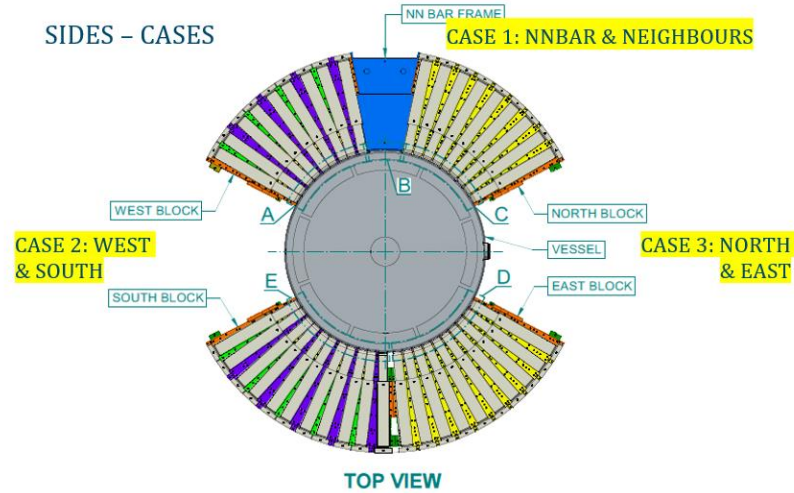 NN BAR FRAME
SIDES – CASES
CASE 1: NNBAR & NEIGHBOURS
B
A
C
WEST BLOCK
NORTH BLOCK
CASE 2: WEST
& SOUTH
VESSEL
CASE 3: NORTH
& EAST
E
D
SOUTH BLOCK
EAST BLOCK
TOP VIEW